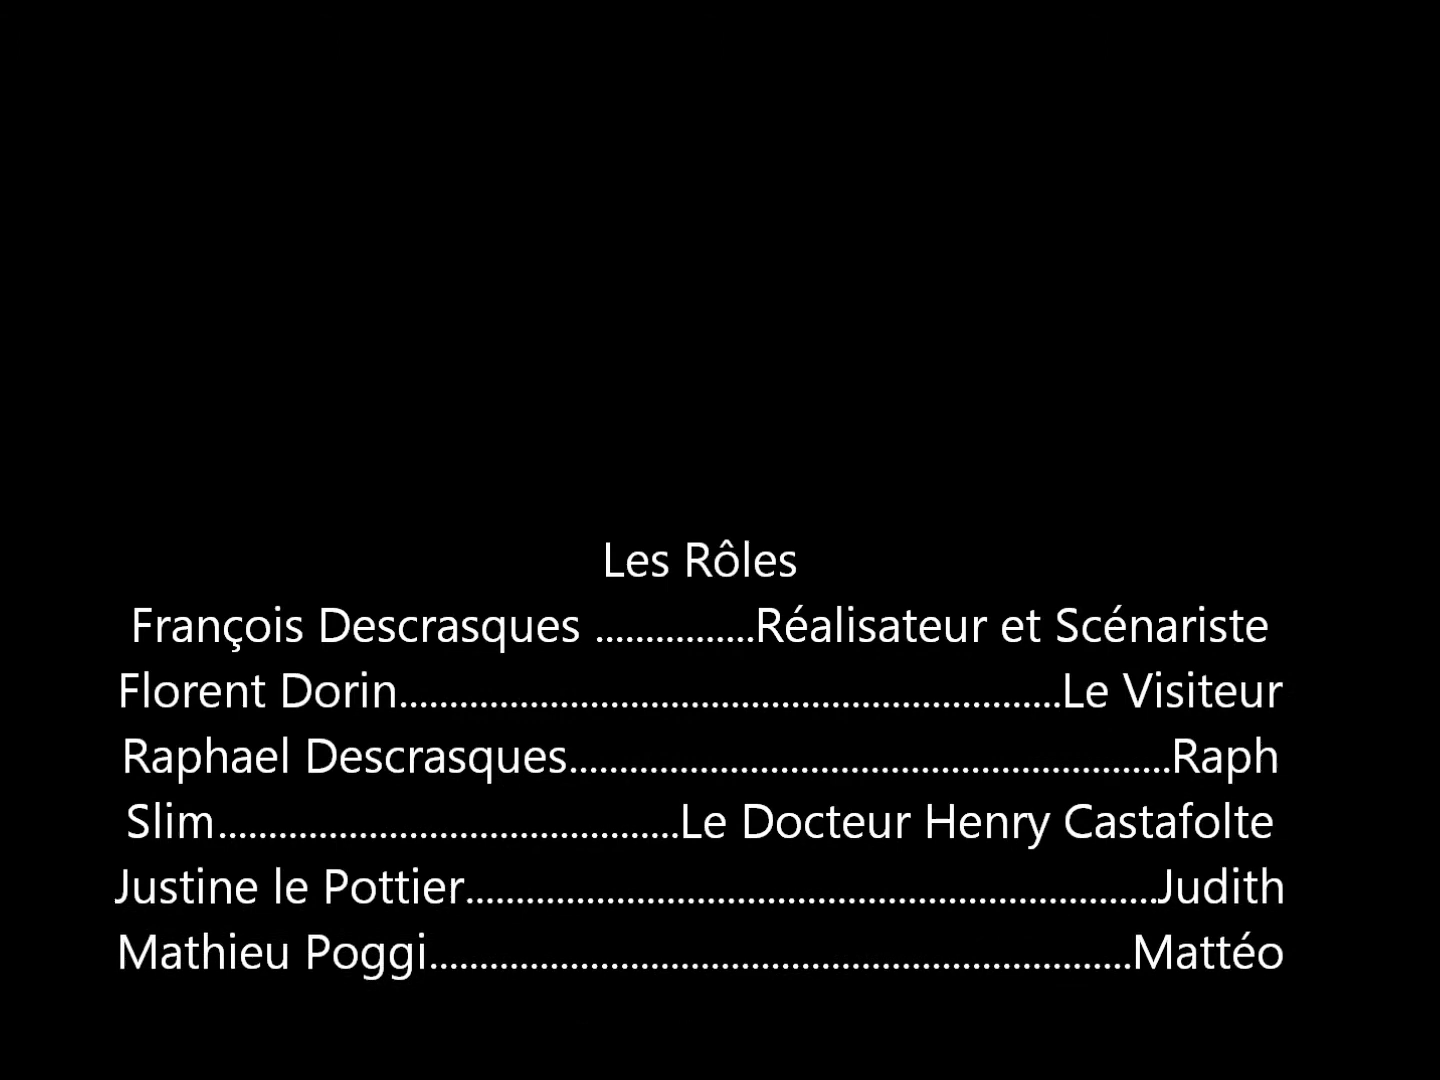 Les Rôles
François Descrasques ................Réalisateur et Scénariste
Florent Dorin..................................................................Le Visiteur
Raphael Descrasques............................................................Raph
Slim..............................................Le Docteur Henry Castafolte
Justine le Pottier.....................................................................Judith
Mathieu Poggi......................................................................Mattéo